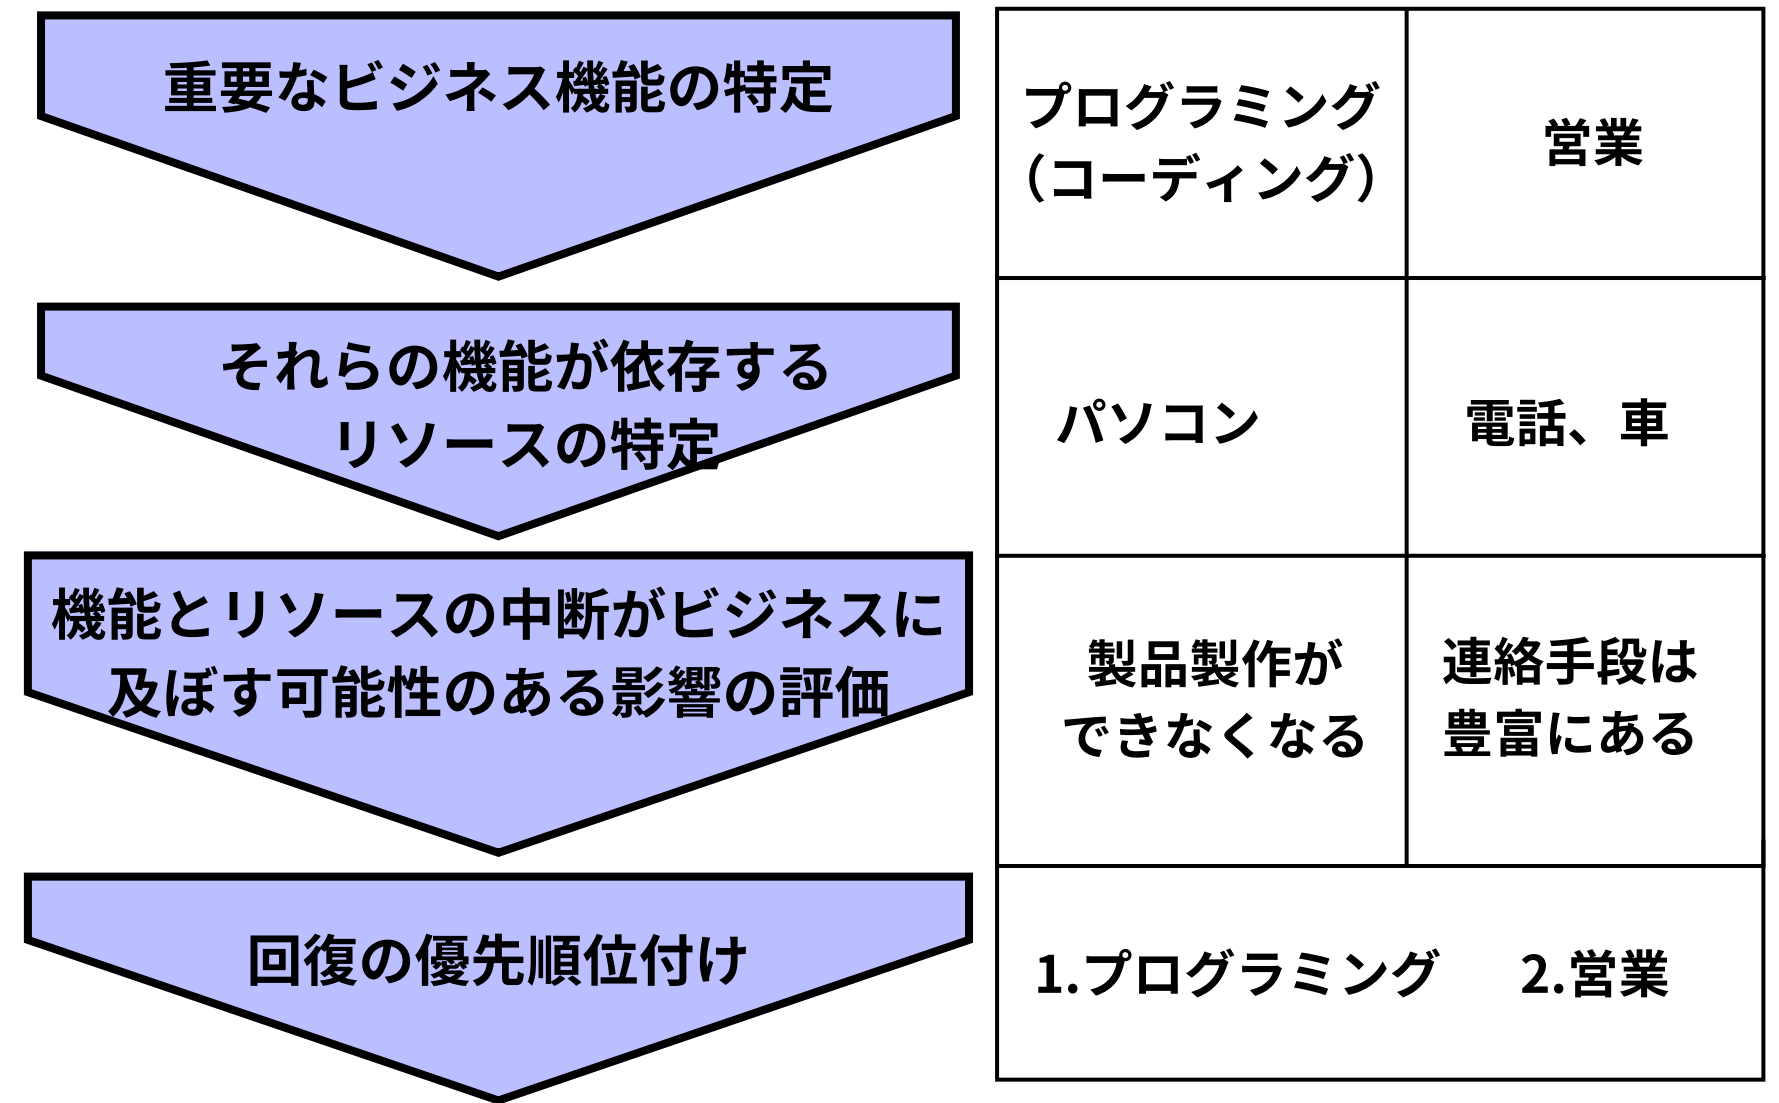 重要なビジネス機能の特定
プログラミング
（コーディング）
営業
それらの機能が依存する
リソースの特定
パソコン
電話、車
機能とリソースの中断がビジネスに
及ぼす可能性のある影響の評価
製品製作が
できなくなる
連絡手段は
豊富にある
回復の優先順位付け
1.プログラミング 2.営業